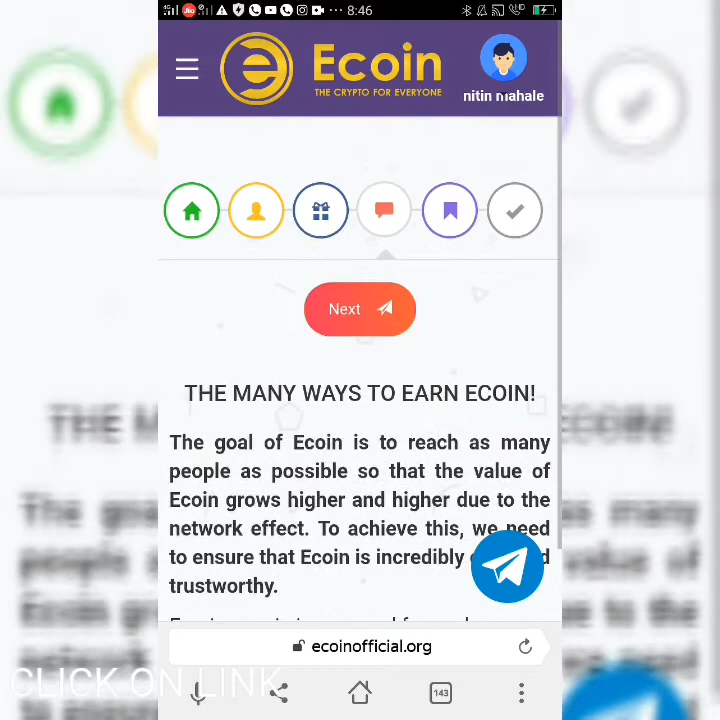 8:46
Ecoin
THE CRYPTO FOR EVERYONE
nitin mahale
Next
THE MANY WAYS TO EARN ECOIN!
The goal of Ecoin is to reach as many
people as possible so that the value of
Ecoin grows higher and higher due to the
network effect. To achieve this, we need
to ensure that Ecoin is incredibly
trustworthy.
ecoinofficial.org
143
CLICK ON LINK